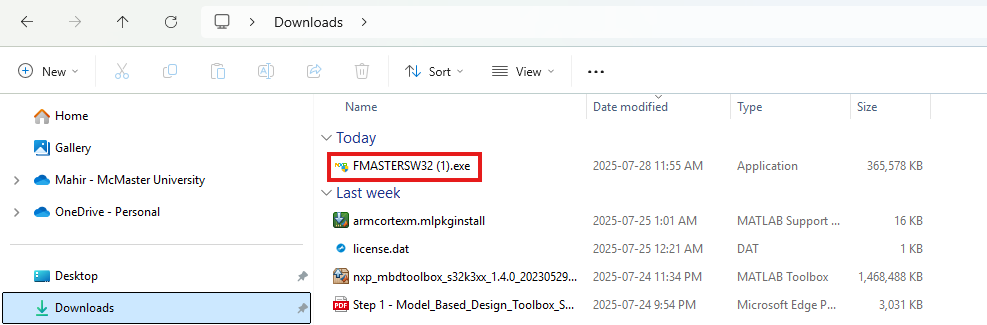 Downloads
New Sort View
Name Date modified Type Size
Home
Gallery
Mahir - McMaster University
OneDrive - Personal
Desktop
Downloads
Today
FMASTERSW32 (1).exe 2025-07-28 11:55 AM Application 365,578 KB
Last week
armcortexm.mlpkginstall 2025-07-25 1:01 AM MATLAB Support ... 16 KB
license.dat 2025-07-25 12:21 AM DAT 1 KB
nxp_mbdtoolbox_s32k3xx_1.4.0_20230529... 2025-07-24 11:34 PM MATLAB Toolbox 1,468,488 KB
PDF Step 1 - Model_Based_Design_Toolbox_S... 2025-07-24 9:54 PM Microsoft Edge P... 3,031 KB